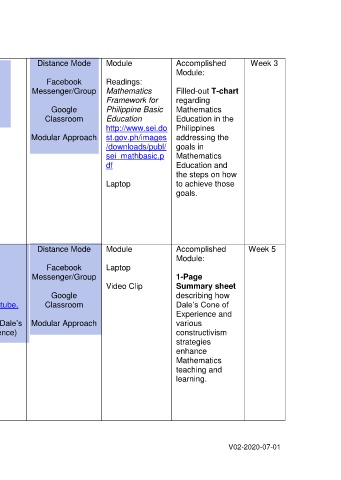 Distance Mode
Facebook
Messenger/Group
Google
Classroom
Modular Approach
Module
Readings:
Mathematics
Framework for
Philippine Basic
Education
http://www.sei.do
st.gov.ph/images
/downloads/publ/
sei_mathbasic.p
df
Laptop
Accomplished
Module:
Filled-out T-chart
regarding
Mathematics
Education in the
Philippines
addressing the
goals in
Mathematics
Education and
the steps on how
to achieve those
goals.
Week 3
tube.
Dale's
ence)
Distance Mode
Facebook
Messenger/Group
Google
Classroom
Modular Approach
Module
Laptop
Video Clip
Accomplished
Module:
1-Page
Summary sheet
describing how
Dale's Cone of
Experience and
various
constructivism
strategies
enhance
Mathematics
teaching and
learning.
Week 5
V02-2020-07-01